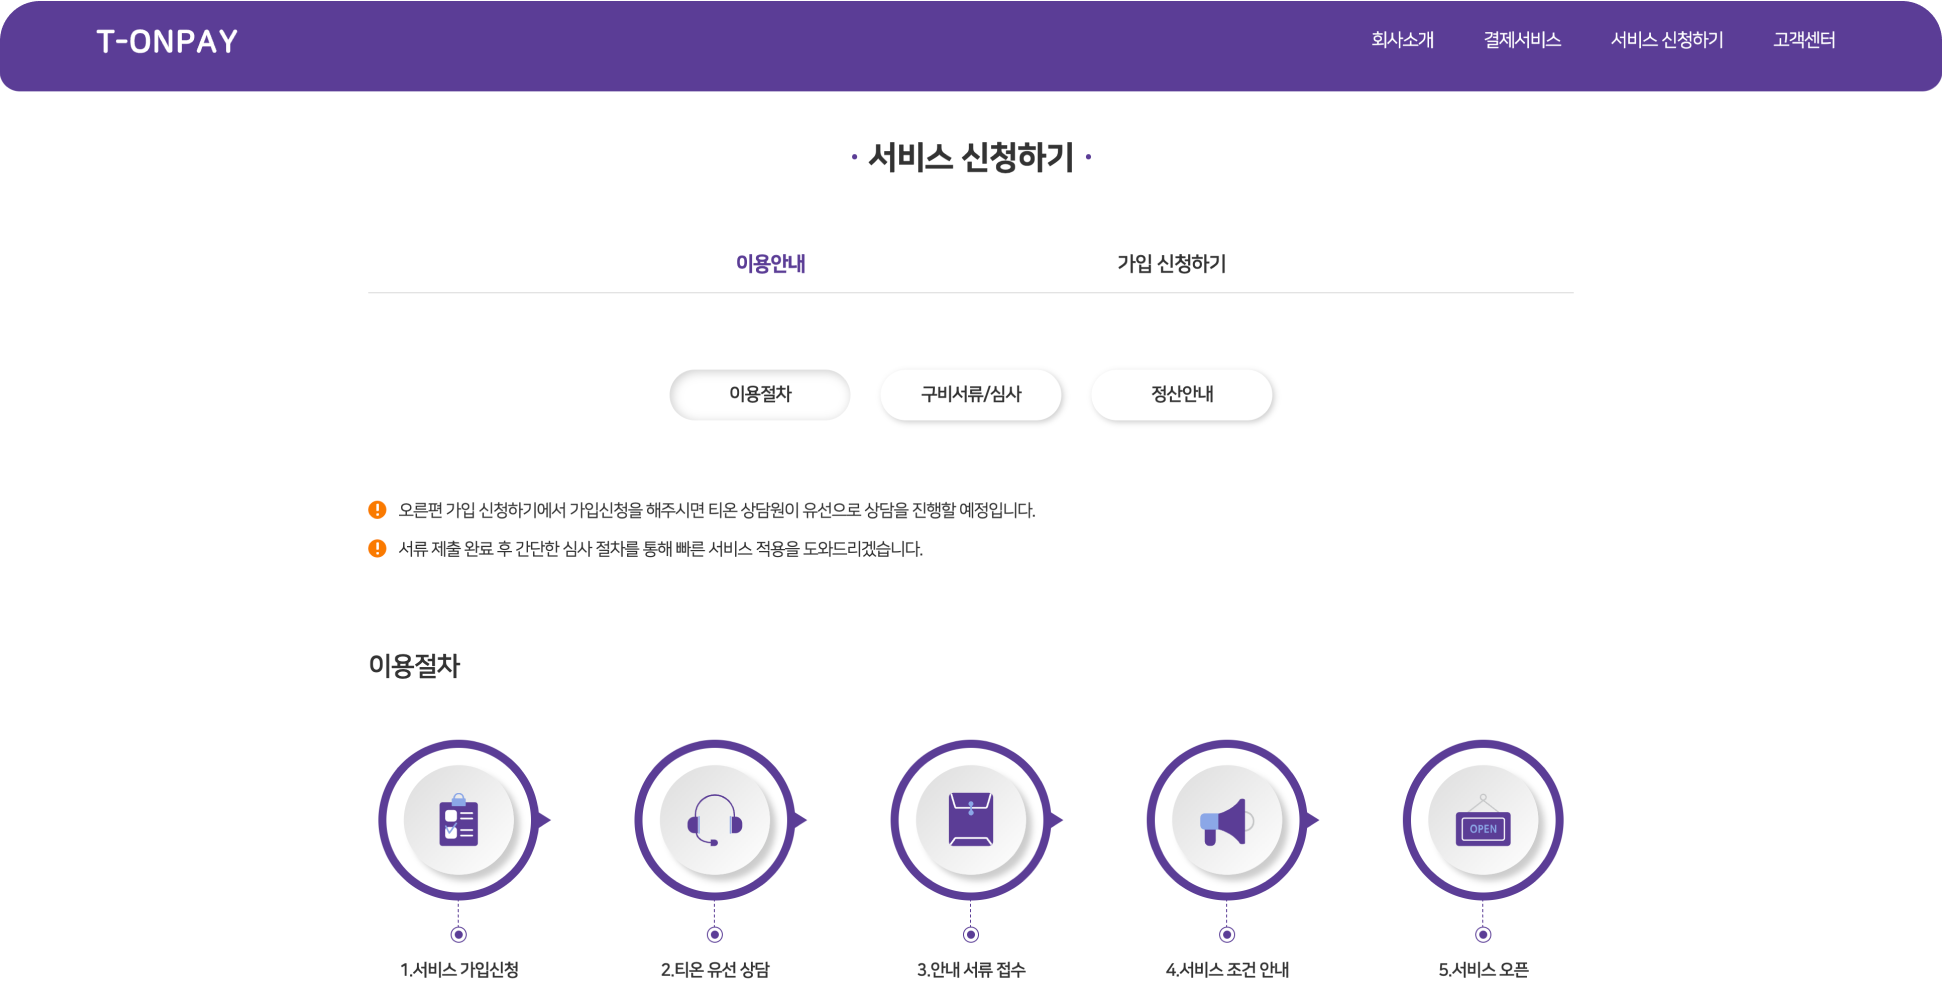 T-ONPAY
회사소개 결제서비스 서비스 신청하기 고객센터
· 서비스 신청하기 ·
이용안내 가입 신청하기
이용절차 구비서류/심사 정산안내
오른편 가입 신청하기에서 가입신청을 해주시면 티온 상담원이 유선으로 상담을 진행할 예정입니다.
서류 제출 완료 후 간단한 심사 절차를 통해 빠른 서비스 적용을 도와드리겠습니다.
이용절차
OPEN
1.서비스 가입신청 2.티온 유선 상담 3.안내 서류 접수 4.서비스 조건 안내 5.서비스 오픈